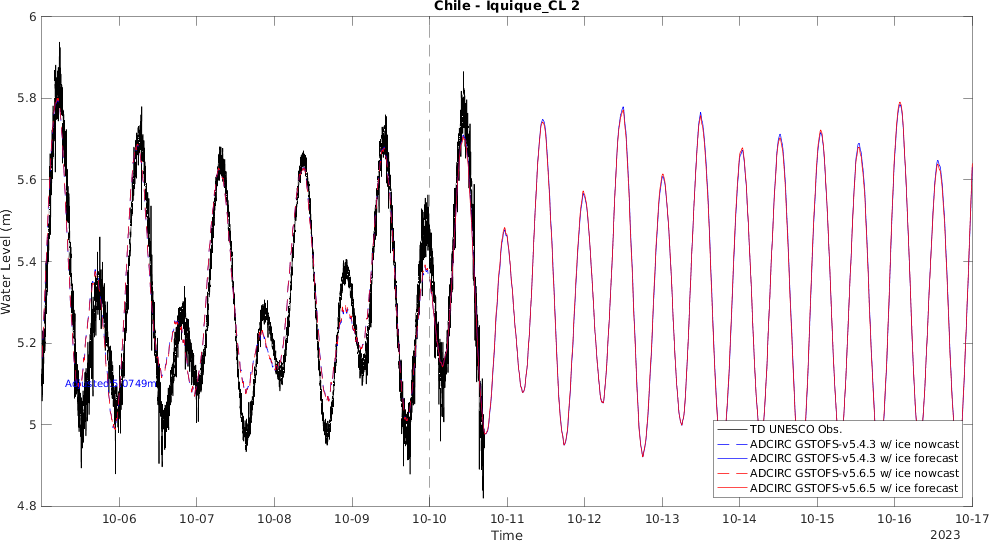 Chile - Iquique_CL 2
6
5.8
5.6
5.4
5.2
5
4.8
Water Level (m)
TD UNESCO Obs.
ADCIRC GSTOFS-v5.4.3 w/ ice nowcast
ADCIRC GSTOFS-v5.4.3 w/ ice forecast
ADCIRC GSTOFS-v5.6.5 w/ ice nowcast
ADCIRC GSTOFS-v5.6.5 w/ ice forecast
10-06 10-07 10-08 10-09 10-10 10-11 10-12 10-13 10-14 10-15 10-16 10-17
Time
2023